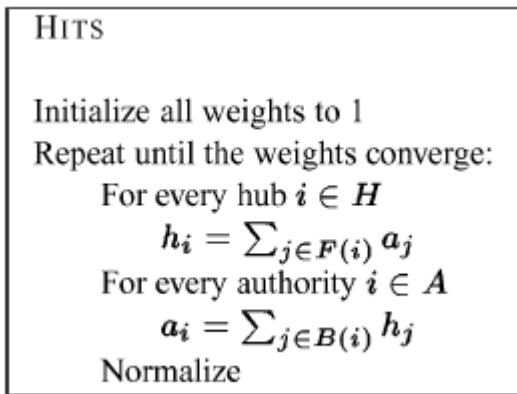 HITS
Initialize all weights to 1
Repeat until the weights converge:
For every hub i ∈ H
h_i = ∑_{j∈F(i)} a_j
For every authority i ∈ A
a_i = ∑_{j∈B(i)} h_j
Normalize